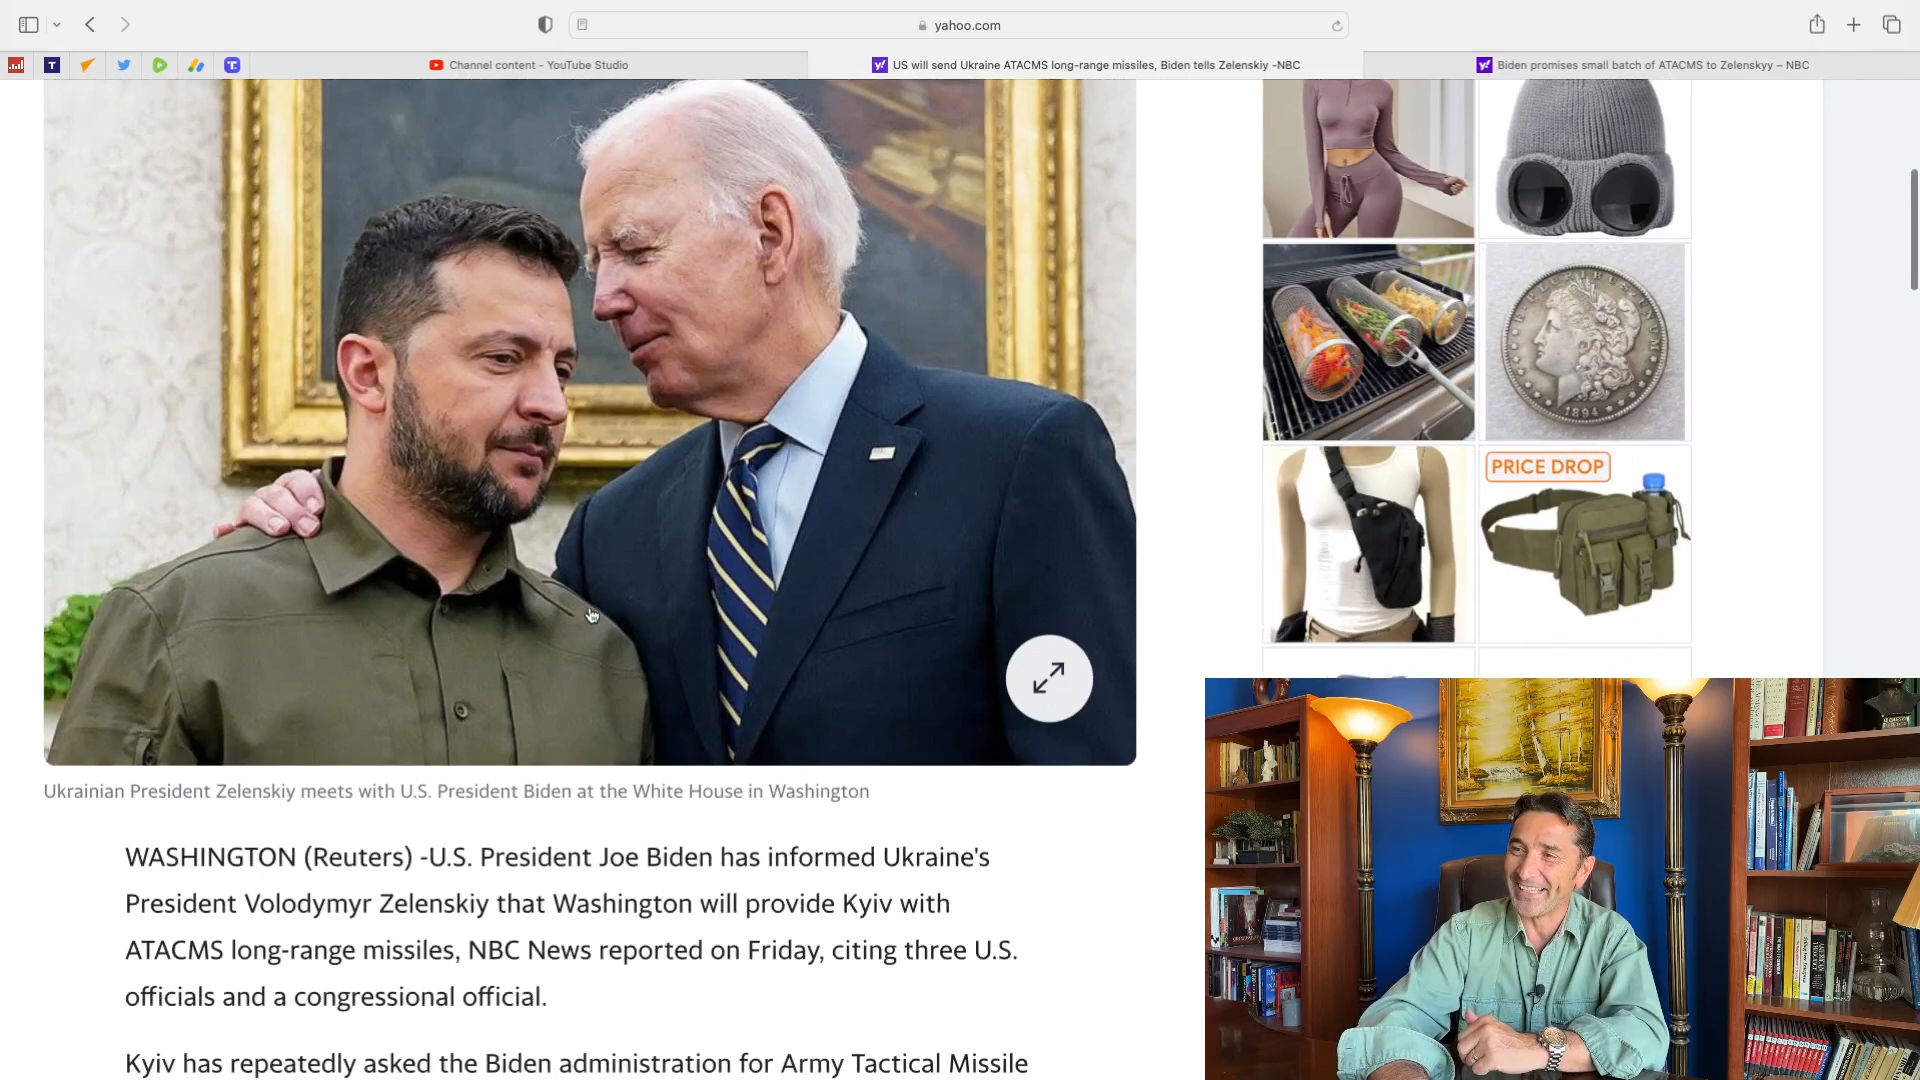 yahoo.com
Channel content - YouTube Studio
US will send Ukraine ATACMS long-range missiles, Biden tells Zelenskiy -NBC
Biden promises small batch of ATACMS to Zelenskyy – NBC
1894
PRICE DROP
Ukrainian President Zelenskiy meets with U.S. President Biden at the White House in Washington
WASHINGTON (Reuters) -U.S. President Joe Biden has informed Ukraine's
President Volodymyr Zelenskiy that Washington will provide Kyiv with
ATACMS long-range missiles, NBC News reported on Friday, citing three U.S.
officials and a congressional official.
Kyiv has repeatedly asked the Biden administration for Army Tactical Missile